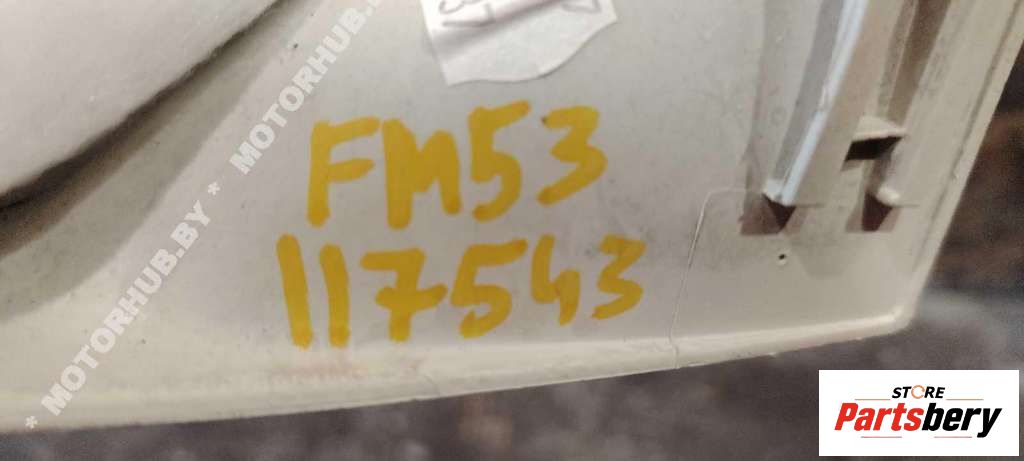 FM53
117543
* MOTORHUB.BY * MOTORHUB.BY
STORE
Partsbery